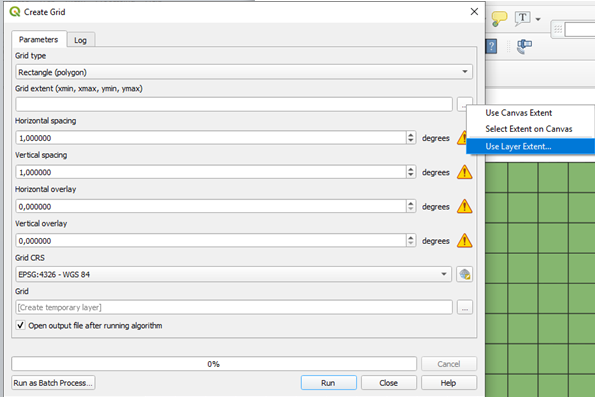 Create Grid
Parameters
Log
Grid type
Rectangle (polygon)
Grid extent (xmin, xmax, ymin, ymax)
...
Use Canvas Extent
Select Extent on Canvas
Use Layer Extent...
Horizontal spacing
1,000000
degrees
Vertical spacing
1,000000
degrees
Horizontal overlay
0,000000
degrees
Vertical overlay
0,000000
degrees
Grid CRS
EPSG:4326 - WGS 84
Grid
[Create temporary layer]
...
Open output file after running algorithm
0%
Cancel
Run as Batch Process...
Run
Close
Help
T
?